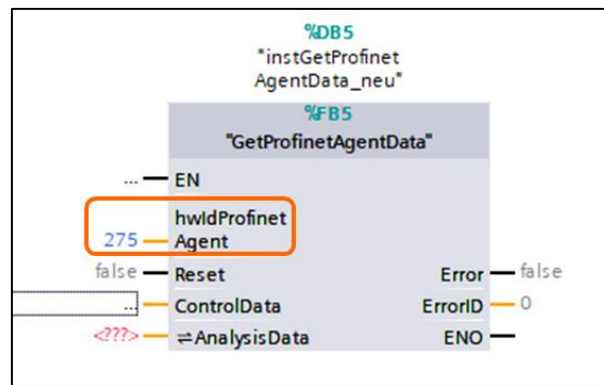 %DB5
"instGetProfinet
AgentData_neu"
%FB5
"GetProfinetAgentData"
... EN
hwIdProfinet
275 Agent
false Reset Error false
... ControlData ErrorID 0
<???> ⇌AnalysisData ENO